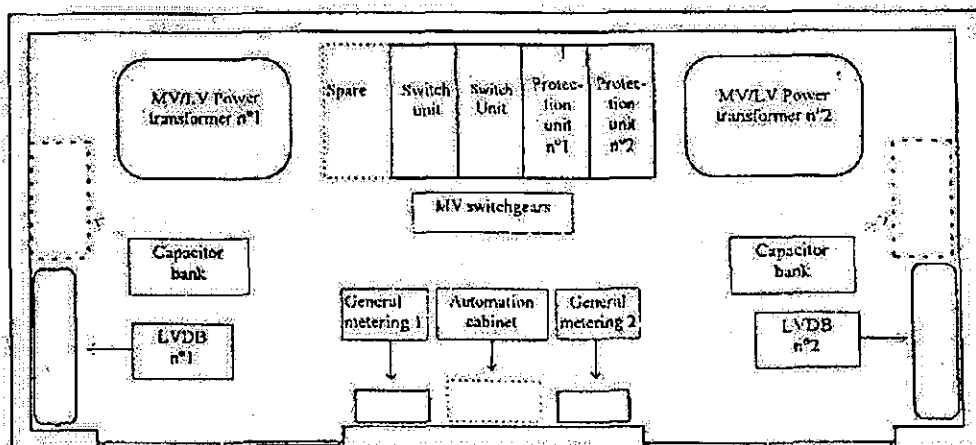 MV/LV Power
transformer n°1
Spare
Switch
unit
Switch
Unit
Protec-
tion
unit
n°1
Protec-
tion
unit
n°2
MV/LV Power
transformer n°2
MV switchgears
Capacitor
bank
Capacitor
bank
General
metering 1
Automation
cabinet
General
metering 2
LVDB
n°1
LVDB
n°2